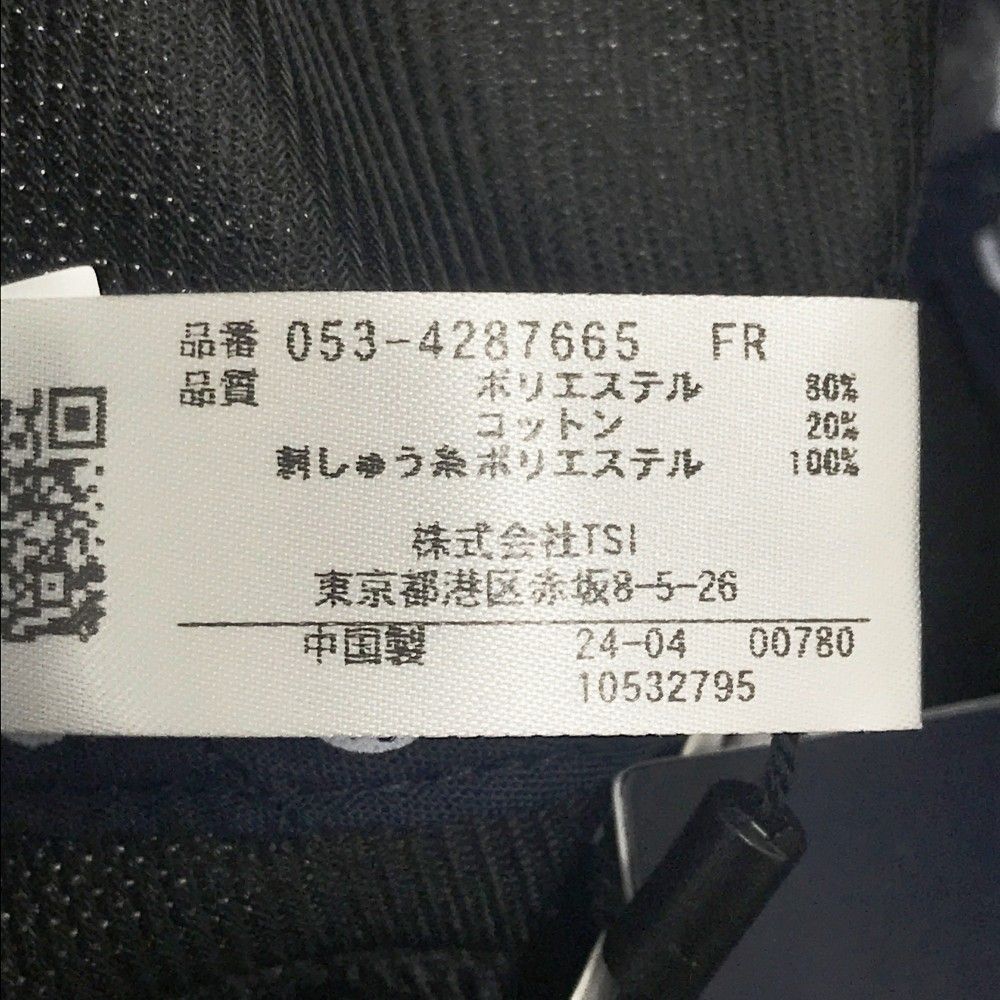 品番 053-4287665 FR
品質 ポリエステル 80%
コットン 20%
刺しゅう糸ポリエステル 100%
株式会社TSI
東京都港区赤坂8-5-26
中国製 24-04 00780
10532795